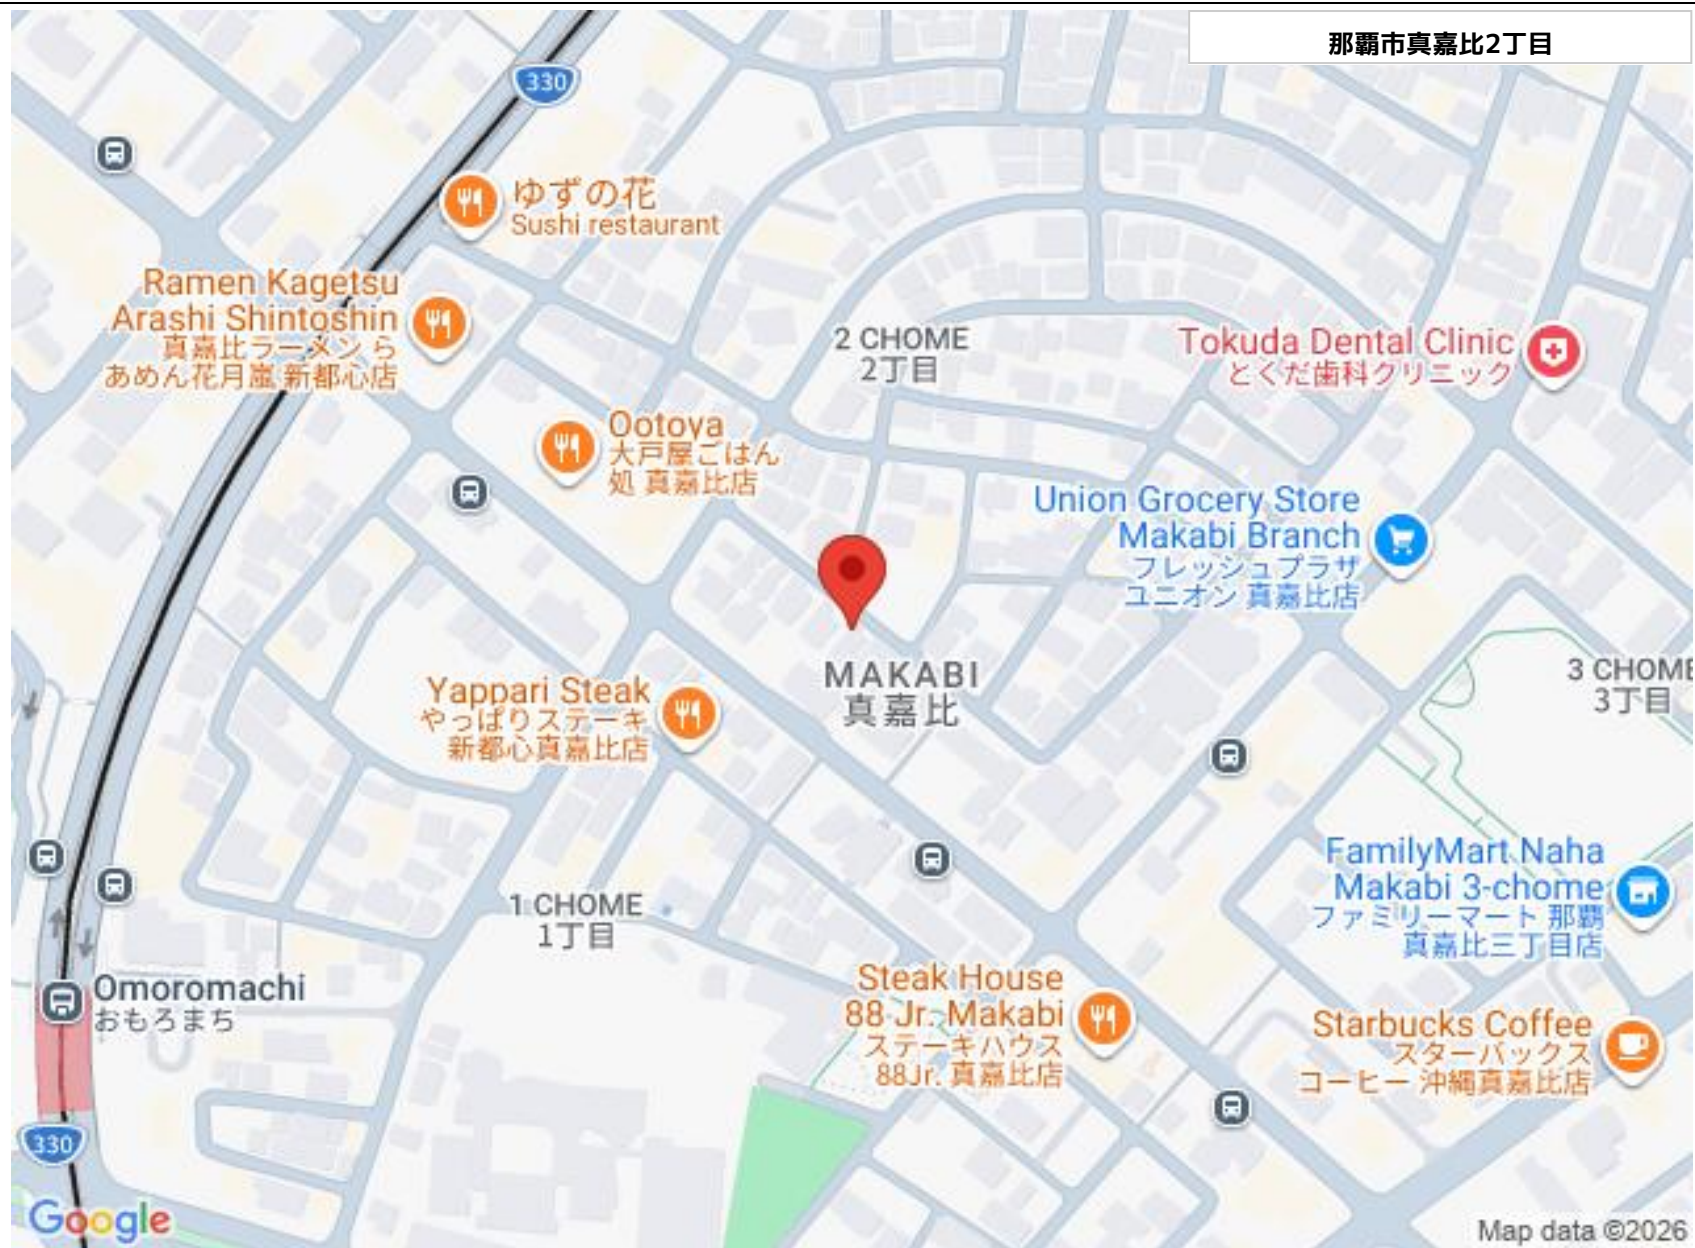 那覇市真嘉比2丁目
330
ゆずの花
Sushi restaurant
Ramen Kagetsu
Arashi Shintoshin
真嘉比ラーメン ら
あめん花月嵐 新都心店
2 CHOME
2丁目
Tokuda Dental Clinic
とくだ歯科クリニック
Ootoya
大戸屋ごはん
処 真嘉比店
Union Grocery Store
Makabi Branch
フレッシュプラザ
ユニオン 真嘉比店
MAKABI
真嘉比
3 CHOME
3丁目
Yappari Steak
やっぱりステーキ
新都心真嘉比店
FamilyMart Naha
Makabi 3-chome
ファミリーマート 那覇
真嘉比三丁目店
1 CHOME
1丁目
Omoromachi
おもろまち
Steak House
88 Jr. Makabi
ステーキハウス
88Jr. 真嘉比店
Starbucks Coffee
スターバックス
コーヒー 沖縄真嘉比店
330
Google
Map data ©2026